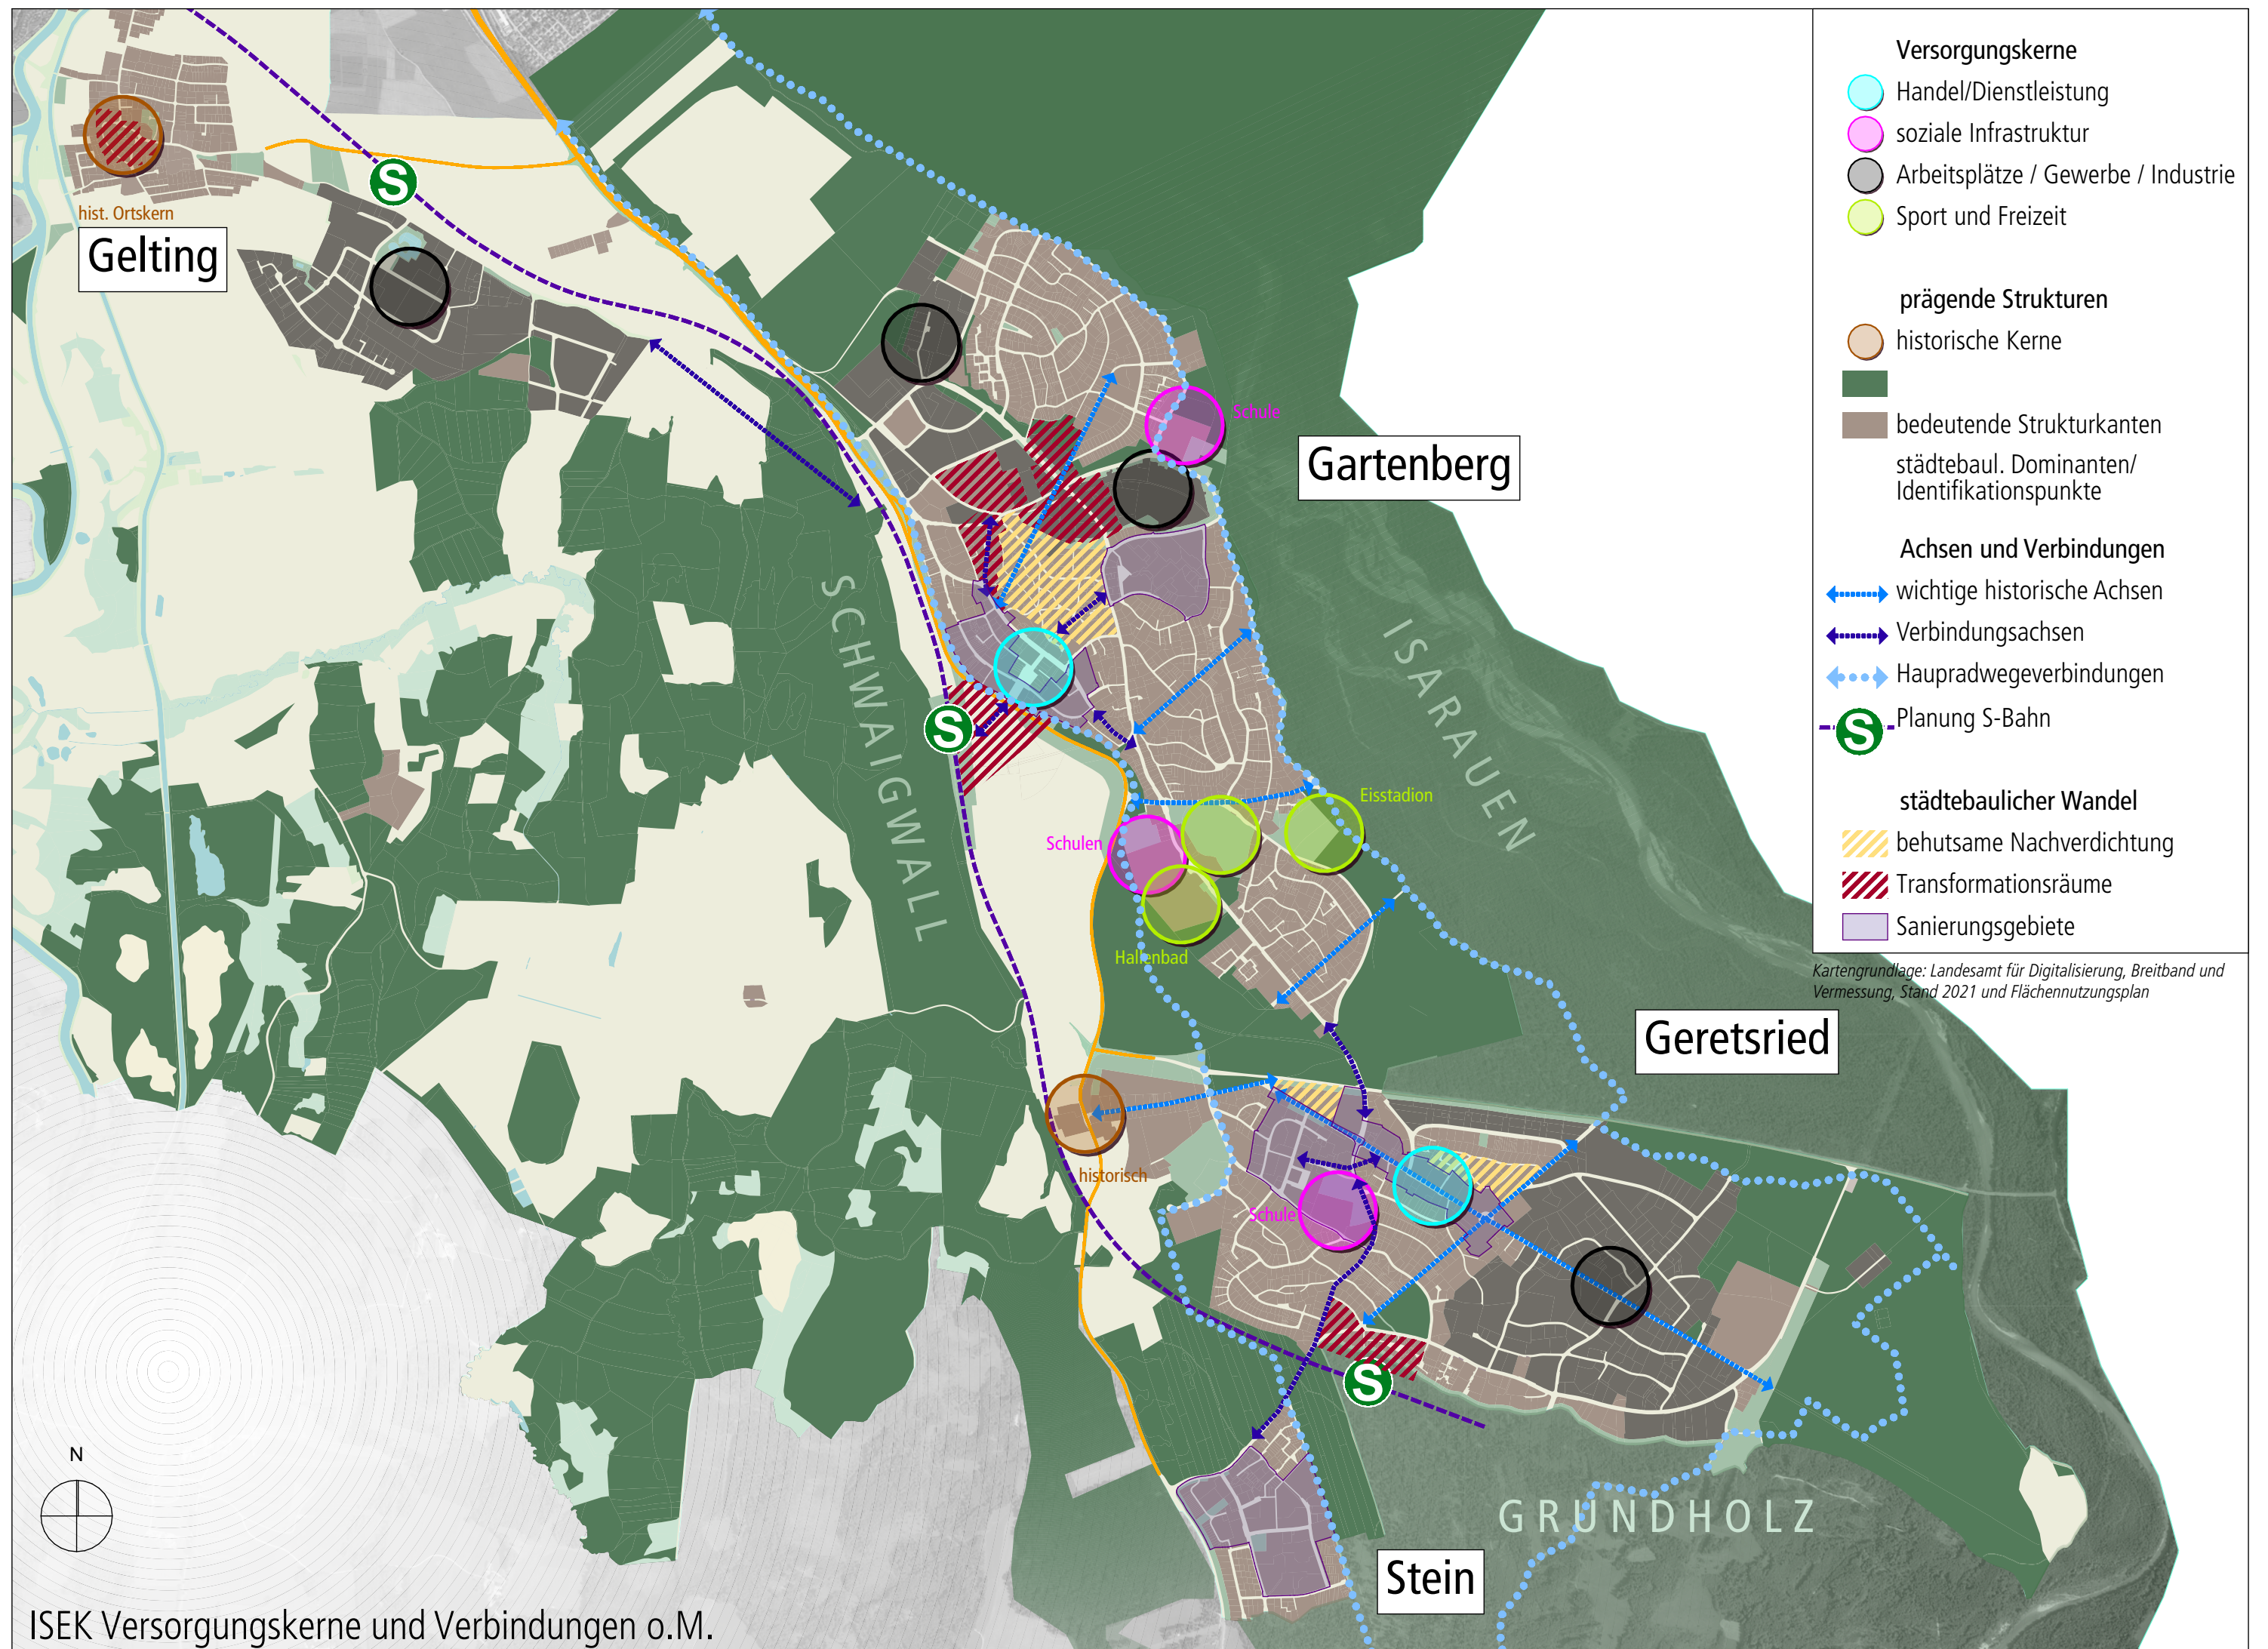 Versorgungskerne
Handel/Dienstleistung
soziale Infrastruktur
Arbeitsplätze / Gewerbe / Industrie
Sport und Freizeit
prägende Strukturen
historische Kerne
bedeutende Strukturkanten
städtebaul. Dominanten/
Identifikationspunkte
Achsen und Verbindungen
wichtige historische Achsen
Verbindungsachsen
Haupradwegeverbindungen
S
Planung S-Bahn
städtebaulicher Wandel
behutsame Nachverdichtung
Transformationsräume
Sanierungsgebiete
Kartengrundlage: Landesamt für Digitalisierung, Breitband und
Vermessung, Stand 2021 und Flächennutzungsplan
S
hist. Ortskern
Gelting
Schule
Gartenberg
SCHWAIGWALL
ISARAUEN
S
Eisstadion
Schulen
Hallenbad
Geretsried
historisch
Schule
S
GRUNDHOLZ
Stein
N
ISEK Versorgungskerne und Verbindungen o.M.